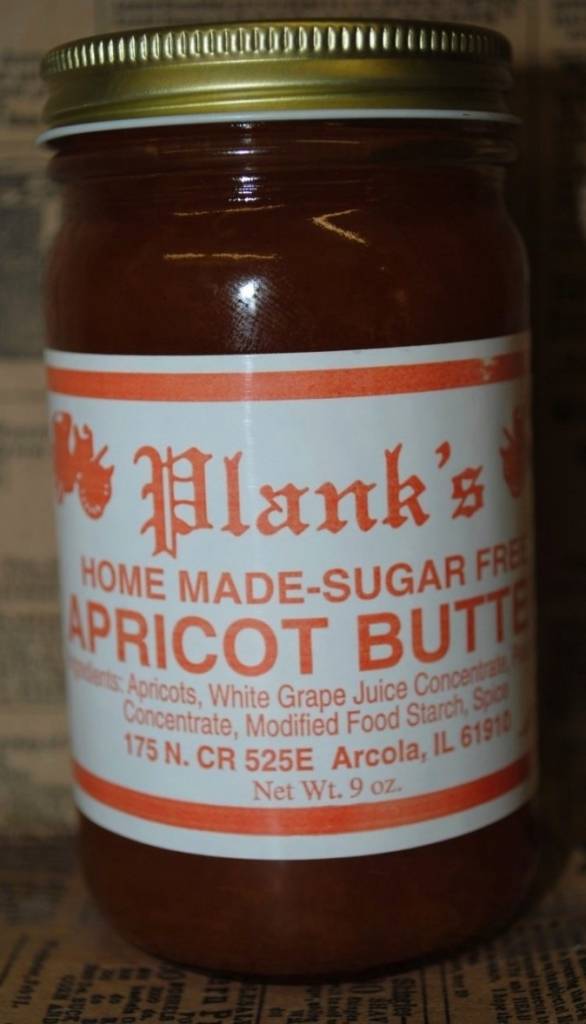 Plank's
HOME MADE-SUGAR FREE
APRICOT BUTTE
Ingredients: Apricots, White Grape Juice Concentrate,
Concentrate, Modified Food Starch, Spice
175 N. CR 525E Arcola, IL 61910
Net Wt. 9 oz.